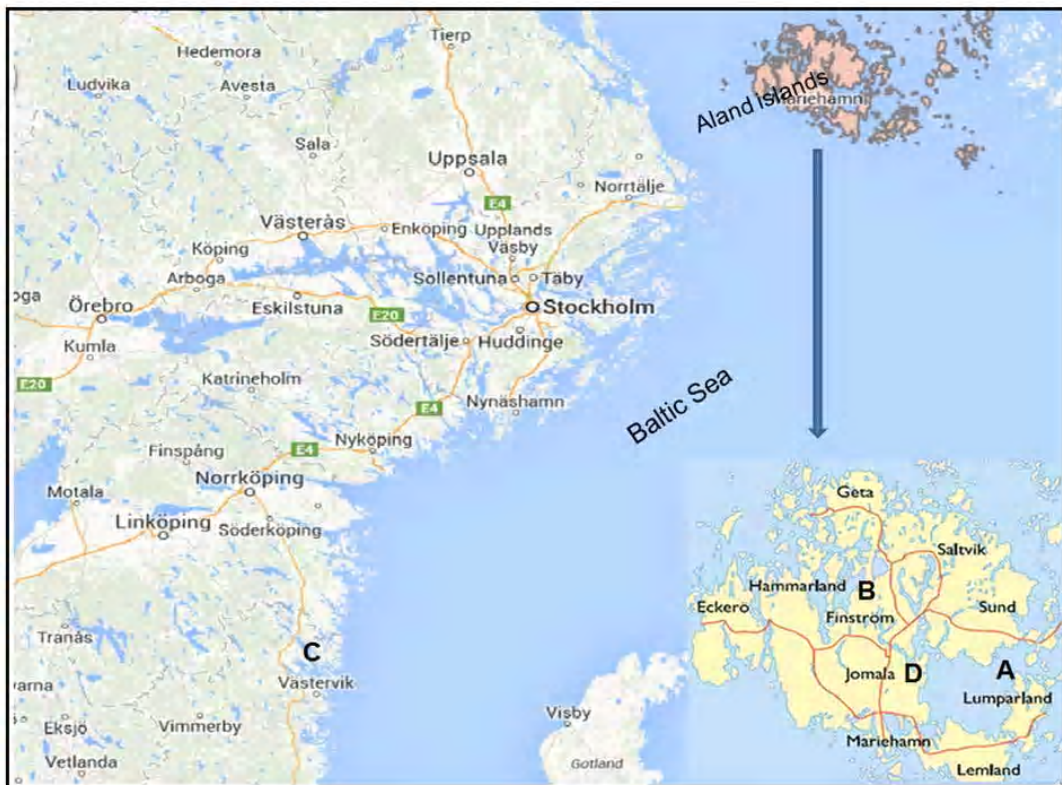 Tierp
Hedemora
Ludvika
Avesta
Aland islands
Mariehamn
Sala
Uppsala
E4
Norrtälje
Västerås
Enköping
Upplands
Väsby
Köping
Arboga
Sollentuna
Täby
oga
Örebro
Eskilstuna
E20
Stockholm
Kumla
Södertälje
Huddinge
E20
Katrineholm
E4
Nynäshamn
Baltic Sea
Nyköping
Finspång
E4
Norrköping
Motala
Linköping
Söderköping
Geta
Saltvik
Hammarland
B
Eckerö
Finström
Sund
Tranås
C
Jomala
D
A
varna
Västervik
Lumparland
Eksjö
Vimmerby
Visby
Mariehamn
Vetlanda
Gotland
Lemland